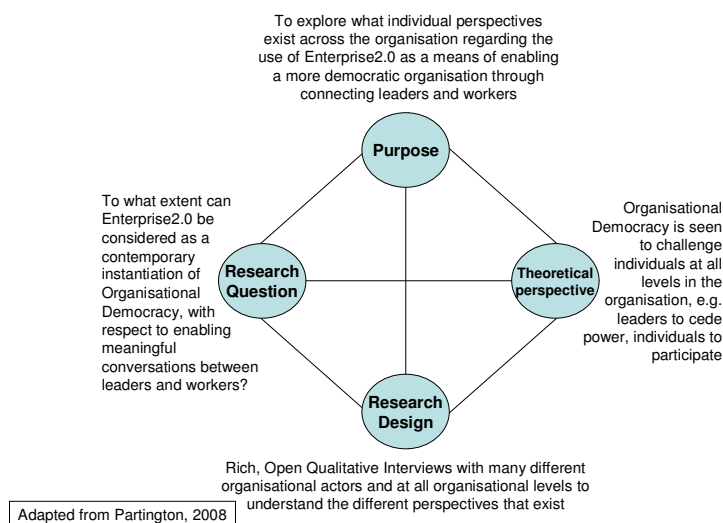 To explore what individual perspectives
exist across the organisation regarding the
use of Enterprise2.0 as a means of enabling
a more democratic organisation through
connecting leaders and workers
Purpose
To what extent can
Enterprise2.0 be
considered as a
contemporary
instantiation of
Organisational
Democracy, with
respect to enabling
meaningful
conversations between
leaders and workers?
Research
Question
Theoretical
perspective
Organisational
Democracy is seen
to challenge
individuals at all
levels in the
organisation, e.g.
leaders to cede
power, individuals to
participate
Research
Design
Rich, Open Qualitative Interviews with many different
organisational actors and at all organisational levels to
understand the different perspectives that exist
Adapted from Partington, 2008